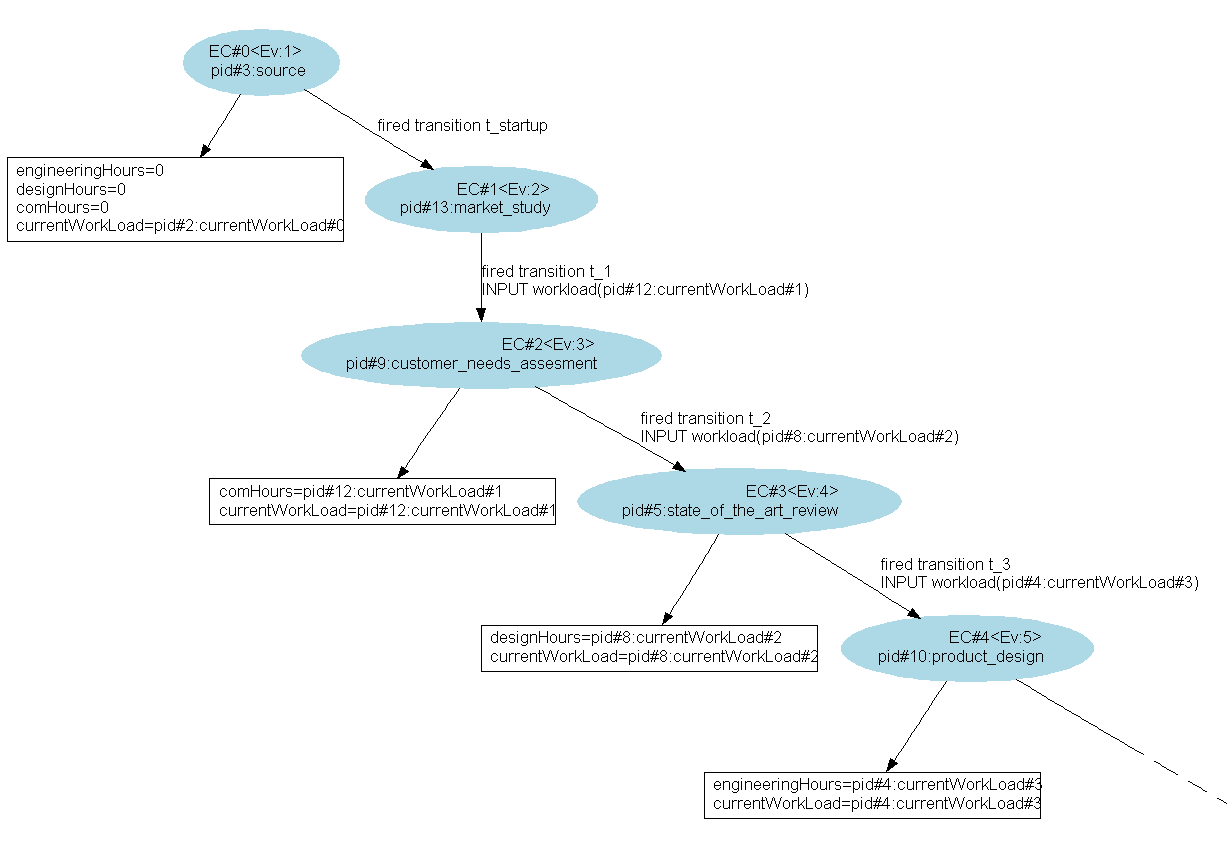 EC#0<Ev:1>
pid#3:source
fired transition t_startup
engineeringHours=0
designHours=0
comHours=0
currentWorkLoad=pid#2:currentWorkLoad#0
EC#1<Ev:2>
pid#13:market_study
fired transition t_1
INPUT workload(pid#12:currentWorkLoad#1)
EC#2<Ev:3>
pid#9:customer_needs_assesment
fired transition t_2
INPUT workload(pid#8:currentWorkLoad#2)
comHours=pid#12:currentWorkLoad#1
currentWorkLoad=pid#12:currentWorkLoad#1
EC#3<Ev:4>
pid#5:state_of_the_art_review
fired transition t_3
INPUT workload(pid#4:currentWorkLoad#3)
designHours=pid#8:currentWorkLoad#2
currentWorkLoad=pid#8:currentWorkLoad#2
EC#4<Ev:5>
pid#10:product_design
engineeringHours=pid#4:currentWorkLoad#3
currentWorkLoad=pid#4:currentWorkLoad#3